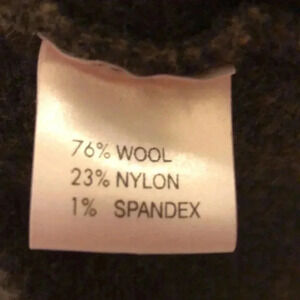 76% WOOL
23% NYLON
1% SPANDEX